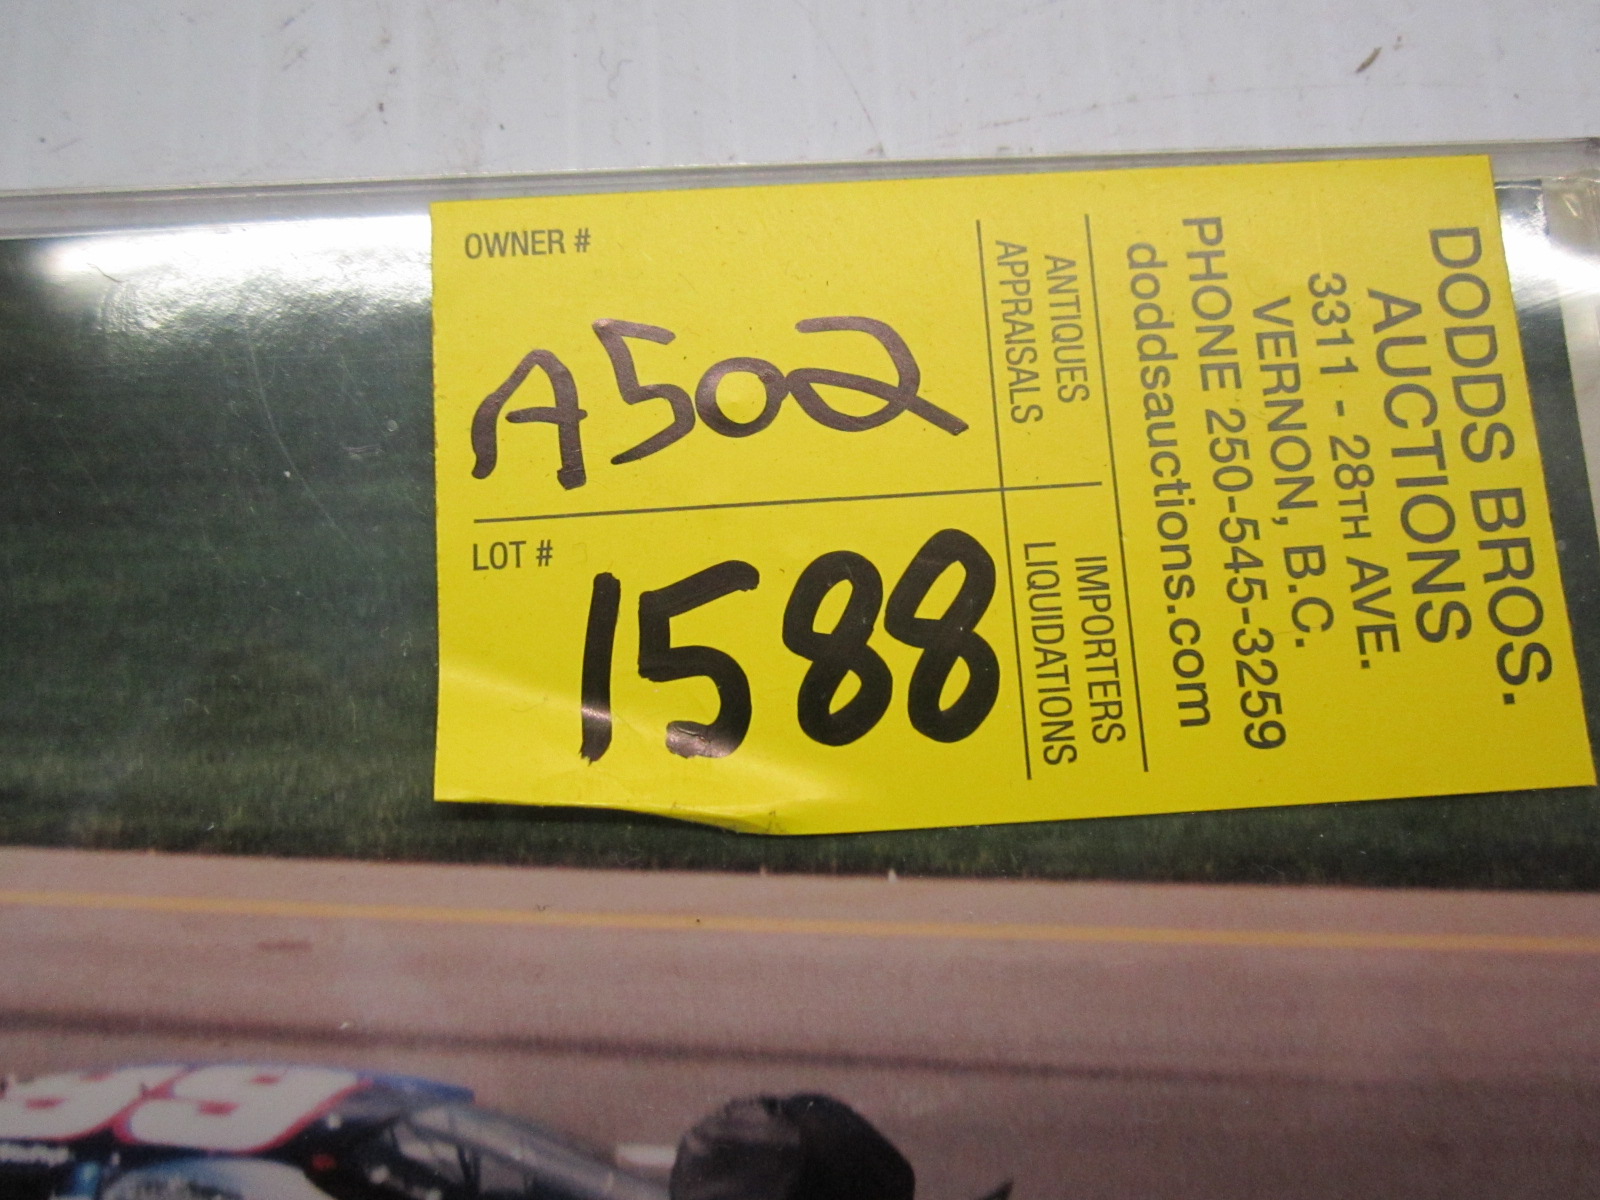 OWNER #
A502
LOT #
1588
ANTIQUES
APPRAISALS
IMPORTERS
LIQUIDATIONS
DODDS BROS.
AUCTIONS
3311 - 28TH AVE.
VERNON, B.C.
PHONE 250-545-3259
doddsauctions.com
99